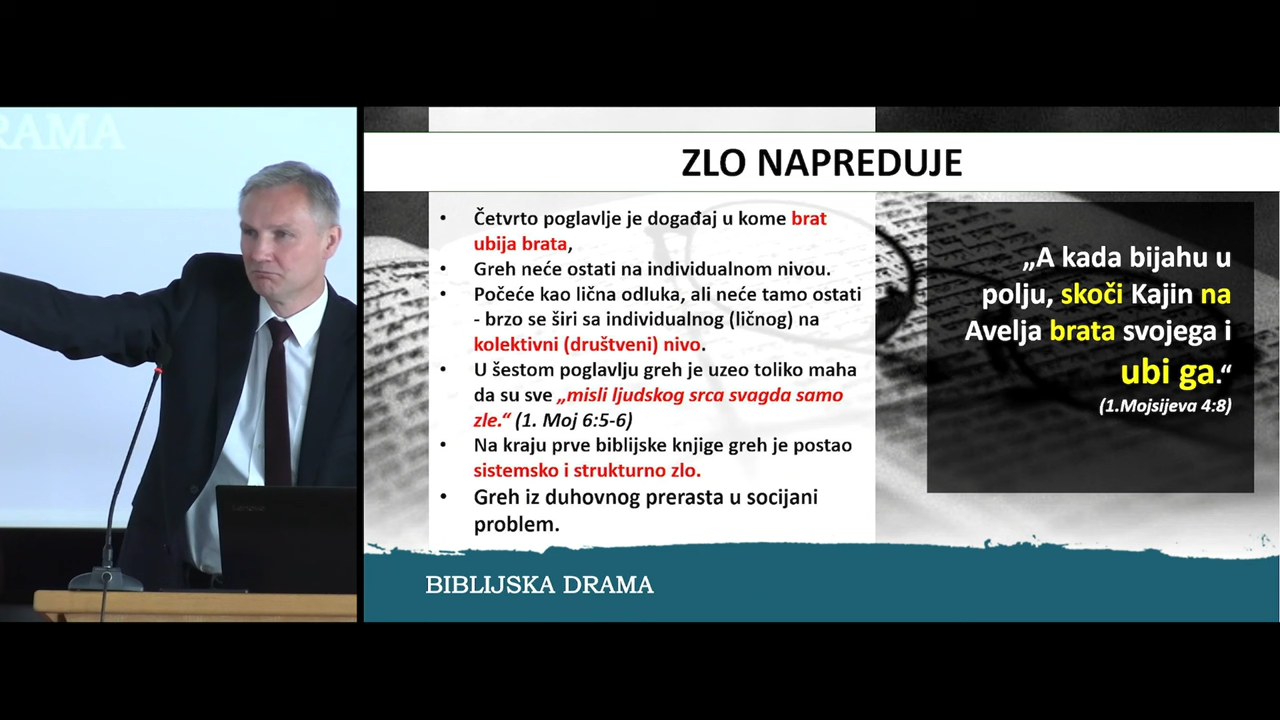 RAMA
ZLO NAPREDUJE
• Četvrto poglavlje je događaj u kome brat
ubija brata,
• Greh neće ostati na individualnom nivou.
• Počeće kao lična odluka, ali neće tamo ostati
- brzo se širi sa individualnog (ličnog) na
kolektivni (društveni) nivo.
• U šestom poglavlju greh je uzeo toliko maha
da su sve „misli ljudskog srca svagda samo
zle.“ (1. Moj 6:5-6)
• Na kraju prve biblijske knjige greh je postao
sistemsko i strukturno zlo.
• Greh iz duhovnog prerasta u socijani
problem.
„A kada bijahu u
polju, skoči Kajin na
Avelja brata svojega i
ubi ga.“
(1.Mojsijeva 4:8)
BIBLIJSKA DRAMA